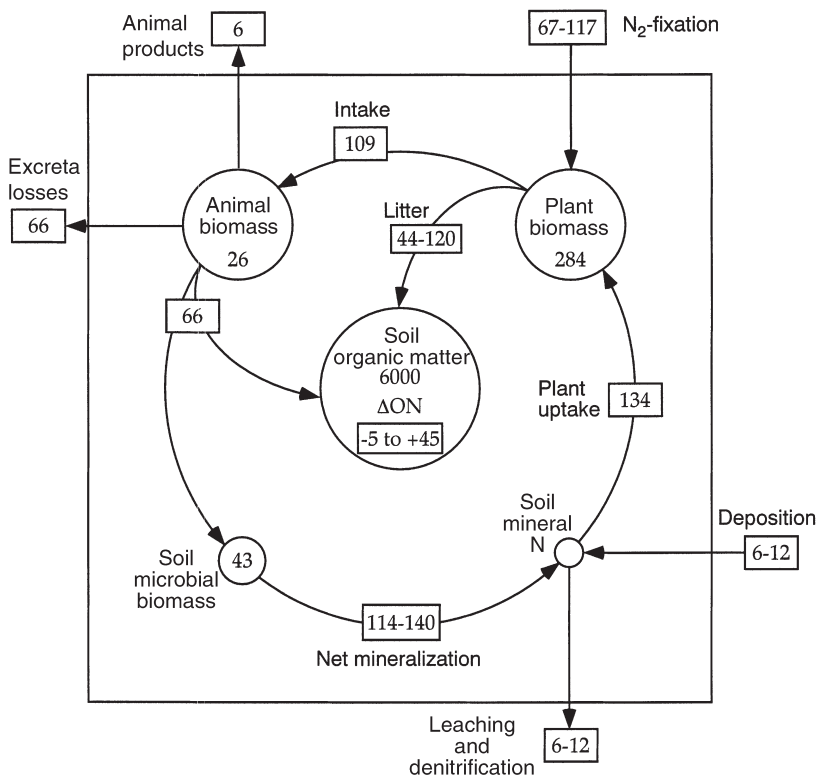 Animal
products
6
67-117
N₂-fixation
Intake
109
Excreta
losses
66
Animal
biomass
26
Litter
44-120
Plant
biomass
284
66
Soil
organic matter
6000
ΔON
-5 to +45
Plant
uptake
134
Soil
mineral
N
Deposition
6-12
Soil
microbial
biomass
43
114-140
Net mineralization
Leaching
and
denitrification
6-12